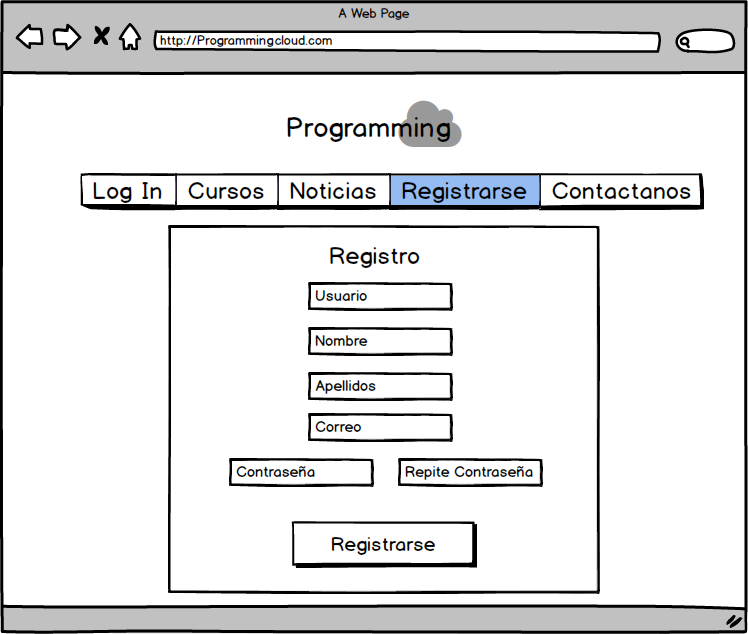 A Web Page
http://Programmingcloud.com
Programming
Log In Cursos Noticias Registrarse Contactanos
Registro
Usuario
Nombre
Apellidos
Correo
Contraseña Repite Contraseña
Registrarse